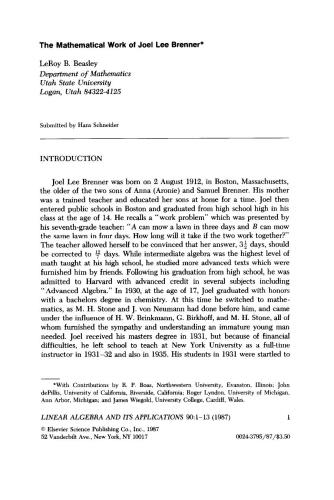 The Mathematical Work of Joel Lee Brenner*
LeRoy B. Beasley
Department of Mathematics
Utah State University
Logan, Utah 84322-4125
Submitted by Hans Schneider
INTRODUCTION
Joel Lee Brenner was born on 2 August 1912, in Boston, Massachusetts,
the older of the two sons of Anna (Aronie) and Samuel Brenner. His mother
was a trained teacher and educated her sons at home for a time. Joel then
entered public schools in Boston and graduated from high school high in his
class at the age of 14. He recalls a "work problem" which was presented by
his seventh-grade teacher: "A can mow a lawn in three days and B can mow
the same lawn in four days. How long will it take if the two work together?"
The teacher allowed herself to be convinced that her answer, 3½ days, should
be corrected to days. While intermediate algebra was the highest level of
math taught at his high school, he studied more advanced texts which were
furnished him by friends. Following his graduation from high school, he was
admitted to Harvard with advanced credit in several subjects including
"Advanced Algebra." In 1930, at the age of 17, Joel graduated with honors
with a bachelors degree in chemistry. At this time he switched to mathe-
matics, as M. H. Stone and J. von Neumann had done before him, and came
under the influence of H. W. Brinkmann, G. Birkhoff, and M. H. Stone, all of
whom furnished the sympathy and understanding an immature young man
needed. Joel received his masters degree in 1931, but because of financial
difficulties, he left school to teach at New York University as a full-time
instructor in 1931–32 and also in 1935. His students in 1931 were startled to
*With Contributions by R. P. Boas, Northwestern University, Evanston, Illinois; John
dePillis, University of California, Riverside, California; Roger Lyndon, University of Michigan,
Ann Arbor, Michigan; and James Wiegold, University College, Cardiff, Wales.
LINEAR ALGEBRA AND ITS APPLICATIONS 90:1-13 (1987) 1
© Elsevier Science Publishing Co., Inc., 1987
52 Vanderbilt Ave., New York, NY 10017 0024-3795/87/$3.50